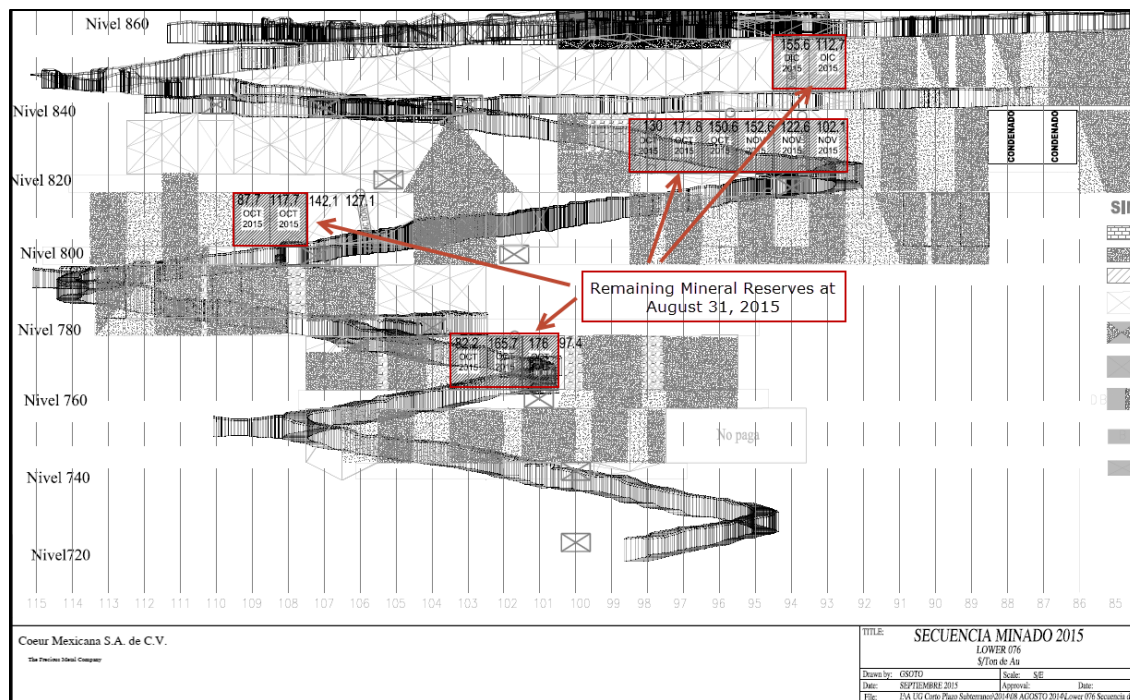 Nivel 860
155.6 112.7
DIC DIC
2015 2015
Nivel 840
130 171.8 150.6 152.6 122.6 102.1
OCT OCT OCT NOV NOV NOV
2015 2015 2015 2015 2015 2015
CONDENADO
CONDENADO
Nivel 820
87.7 117.7 142.1 127.1
OCT OCT
2015 2015
Nivel 800
Remaining Mineral Reserves at
August 31, 2015
Nivel 780
82.2 165.7 176 97.4
OCT OCT
2015 2015
Nivel 760
No paga
Nivel 740
Nivel720
115 114 113 112 111 110 109 108 107 106 105 104 103 102 101 100 99 98 97 96 95 94 93 92 91 90 89 88 87 86 85
Coeur Mexicana S.A. de C.V.
The Precious Metal Company
TITLE: SECUENCIA MINADO 2015
LOWER 076
$/Ton de Au
Drawn by: GSOTO Scale: S/E
Date: SEPTIEMBRE 2015 Approval: Date: